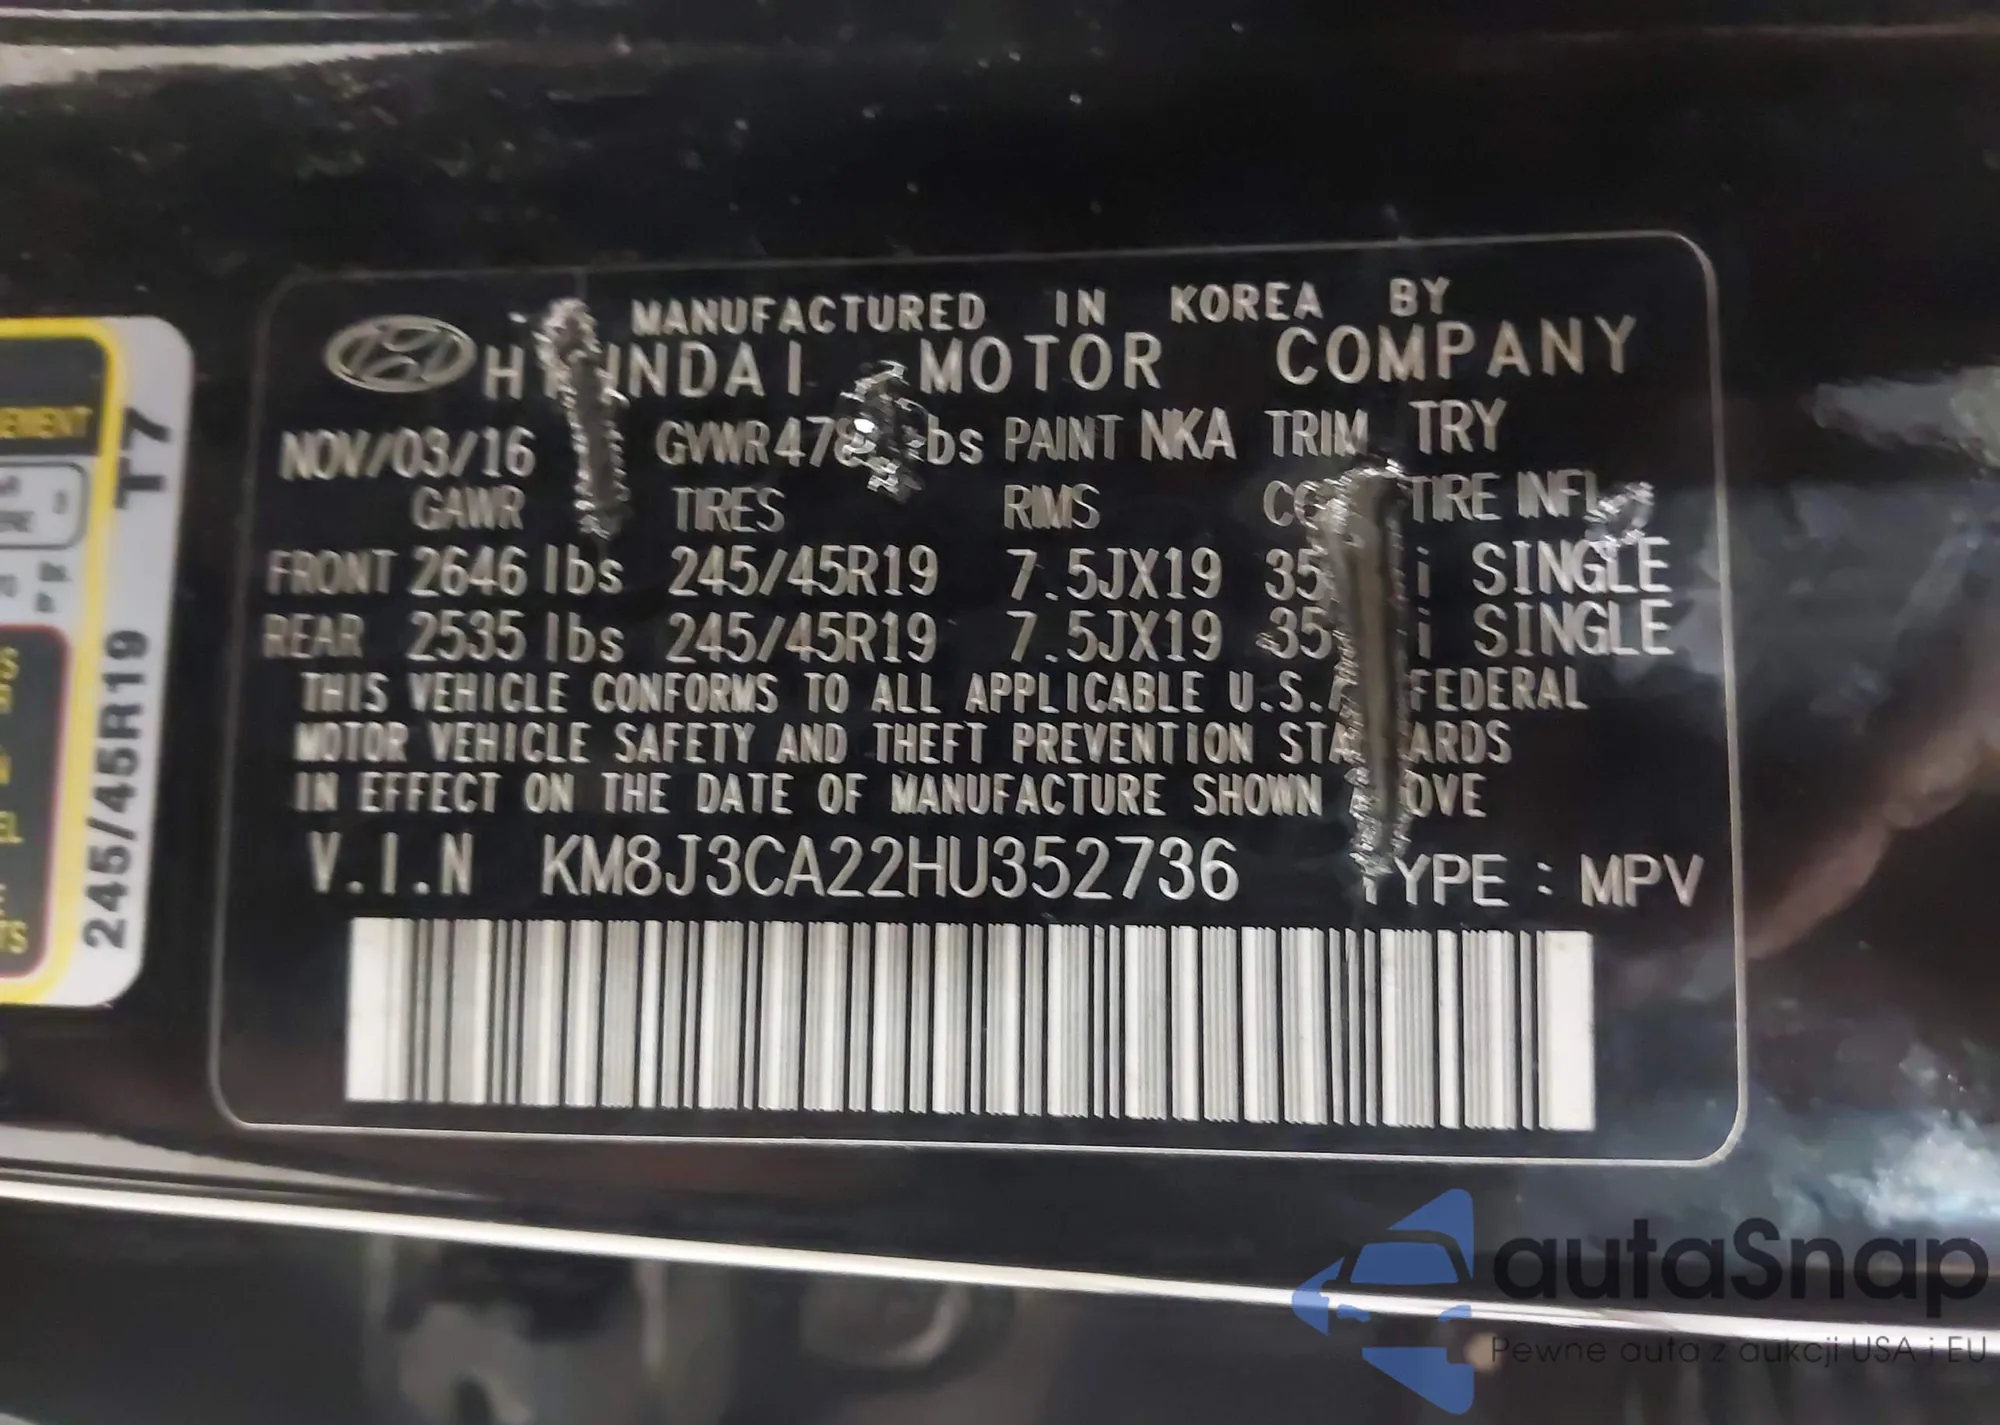 MANUFACTURED IN KOREA BY
HYUNDAI MOTOR COMPANY
NOV/03/16 GVWR PAINT NKA TRIM TRY
GAWR TIRES RIMS TIRE
FRONT 2646 lbs 245/45R19 7.5JX19 SINGLE
REAR 2535 lbs 245/45R19 7.5JX19 SINGLE
THIS VEHICLE CONFORMS TO ALL APPLICABLE U.S.A FEDERAL
MOTOR VEHICLE SAFETY AND THEFT PREVENTION STANDARDS
IN EFFECT ON THE DATE OF MANUFACTURE SHOWN ABOVE
V.I.N KM8J3CA22HU352736 TYPE : MPV
T7
245/45R19
autaSnap
Pewne auta z aukcji USA i EU